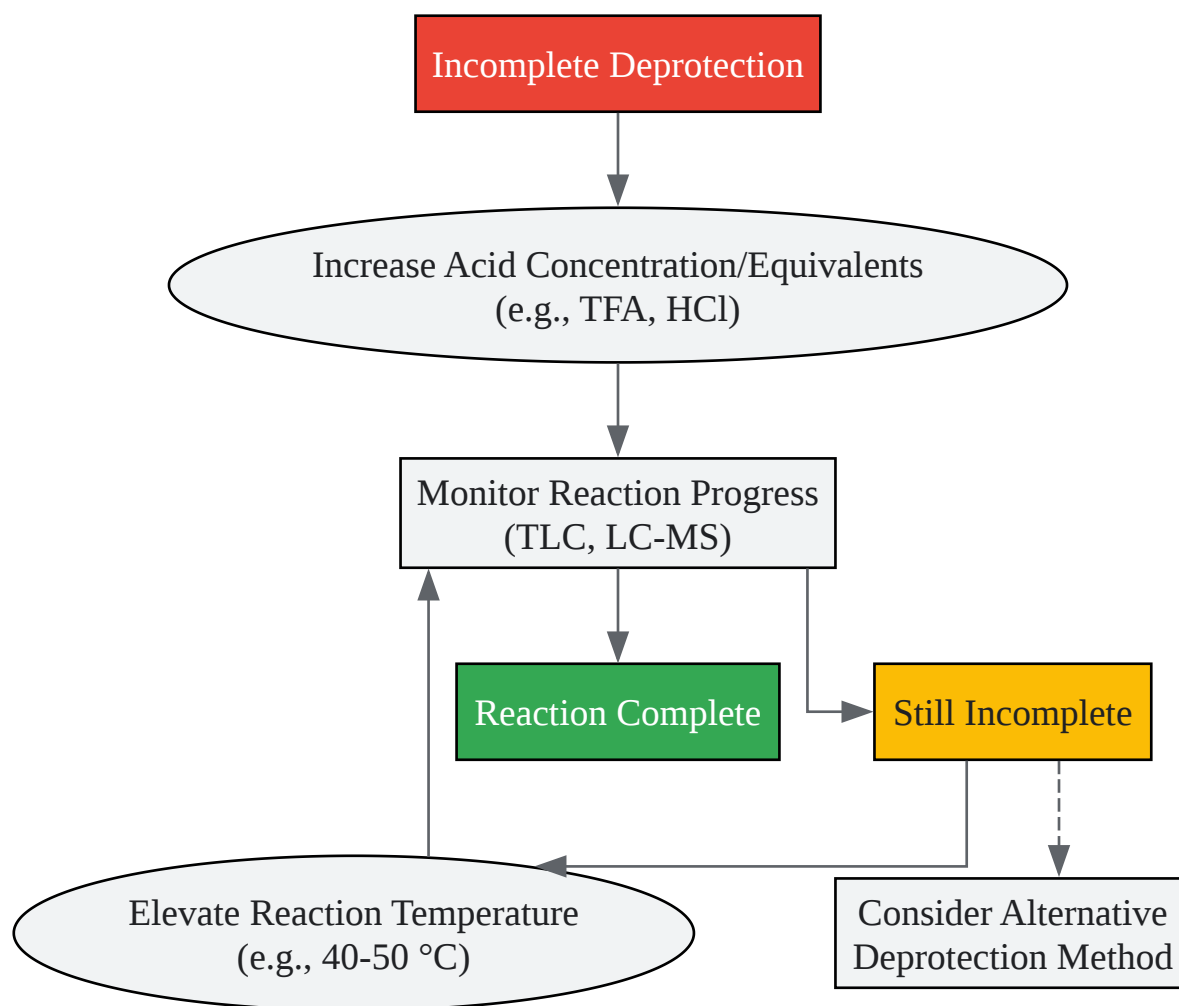 Incomplete Deprotection
Increase Acid Concentration/Equivalents
(e.g., TFA, HCl)
Monitor Reaction Progress
(TLC, LC-MS)
Reaction Complete
Still Incomplete
Elevate Reaction Temperature
(e.g., 40-50 °C)
Consider Alternative
Deprotection Method